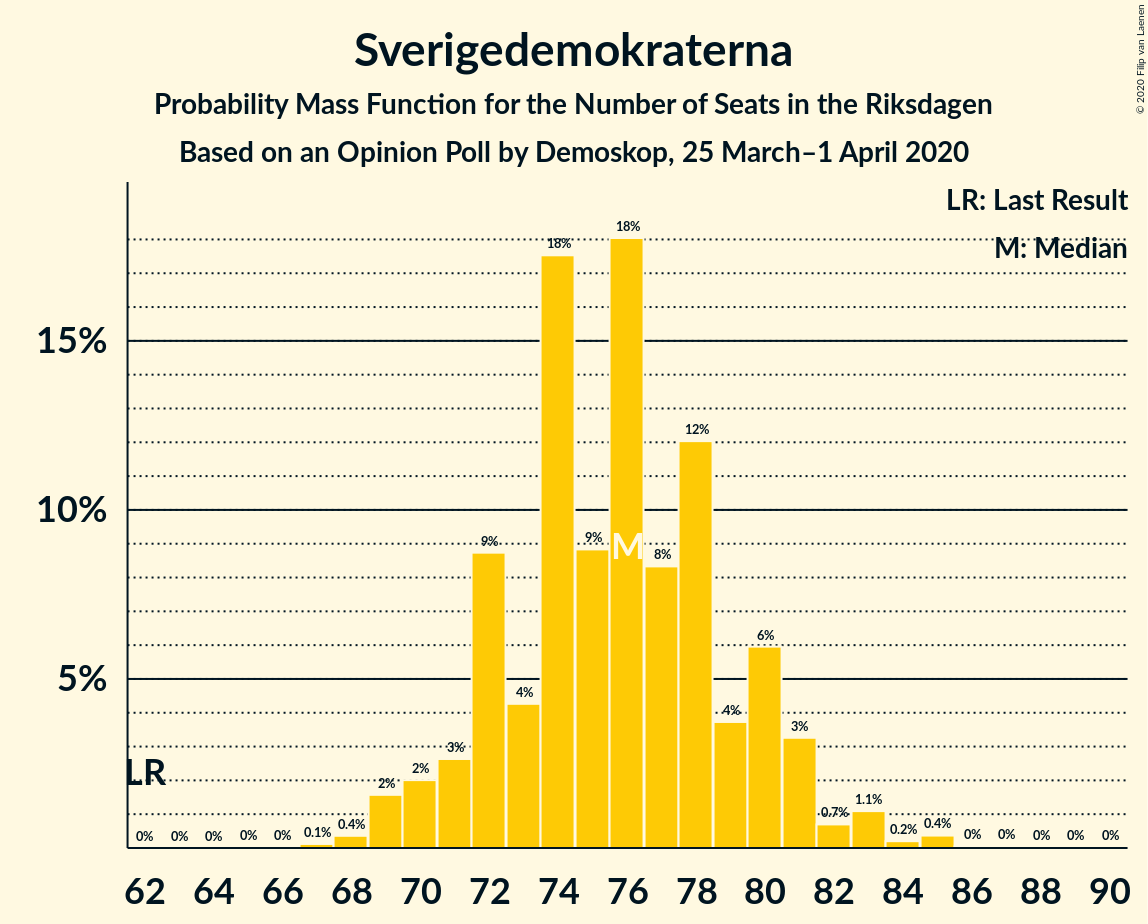 Sverigedemokraterna
Probability Mass Function for the Number of Seats in the Riksdagen
Based on an Opinion Poll by Demoskop, 25 March–1 April 2020
© 2020 Filip van Laenen
LR: Last Result
M: Median
15%
10%
5%
LR
M
0% 0% 0% 0% 0% 0.1% 0.4% 2% 2% 3% 9% 4% 18% 9% 18% 8% 12% 4% 6% 3% 0.7% 1.1% 0.2% 0.4% 0% 0% 0% 0% 0%
62 64 66 68 70 72 74 76 78 80 82 84 86 88 90